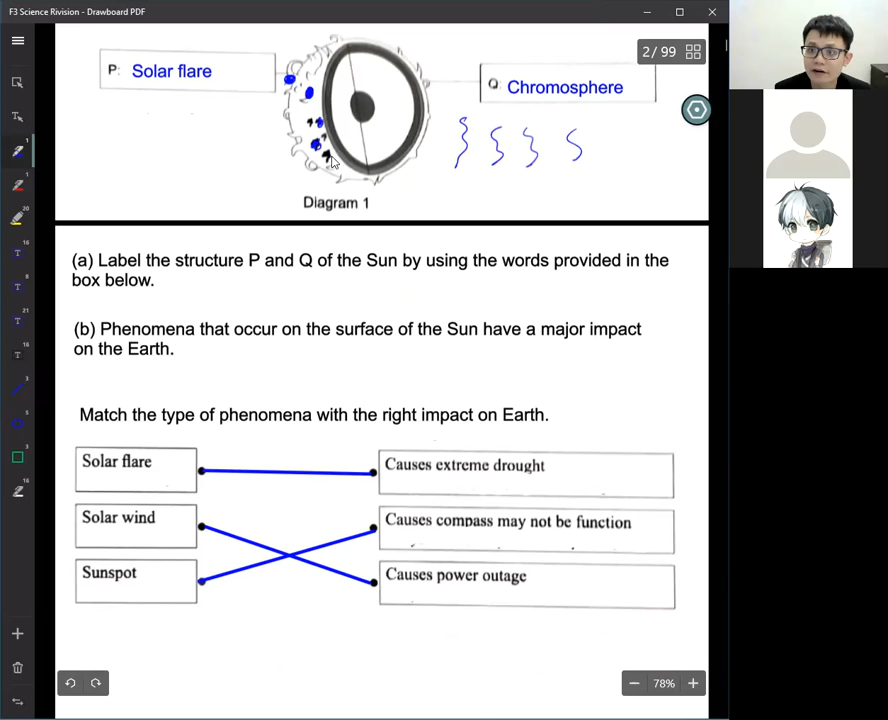 F3 Science Rivision - Drawboard PDF
2 / 99
P: Solar flare
Q: Chromosphere
Diagram 1
(a) Label the structure P and Q of the Sun by using the words provided in the
box below.
(b) Phenomena that occur on the surface of the Sun have a major impact
on the Earth.
Match the type of phenomena with the right impact on Earth.
Solar flare
Causes extreme drought
Solar wind
Causes compass may not be function
Sunspot
Causes power outage
78%